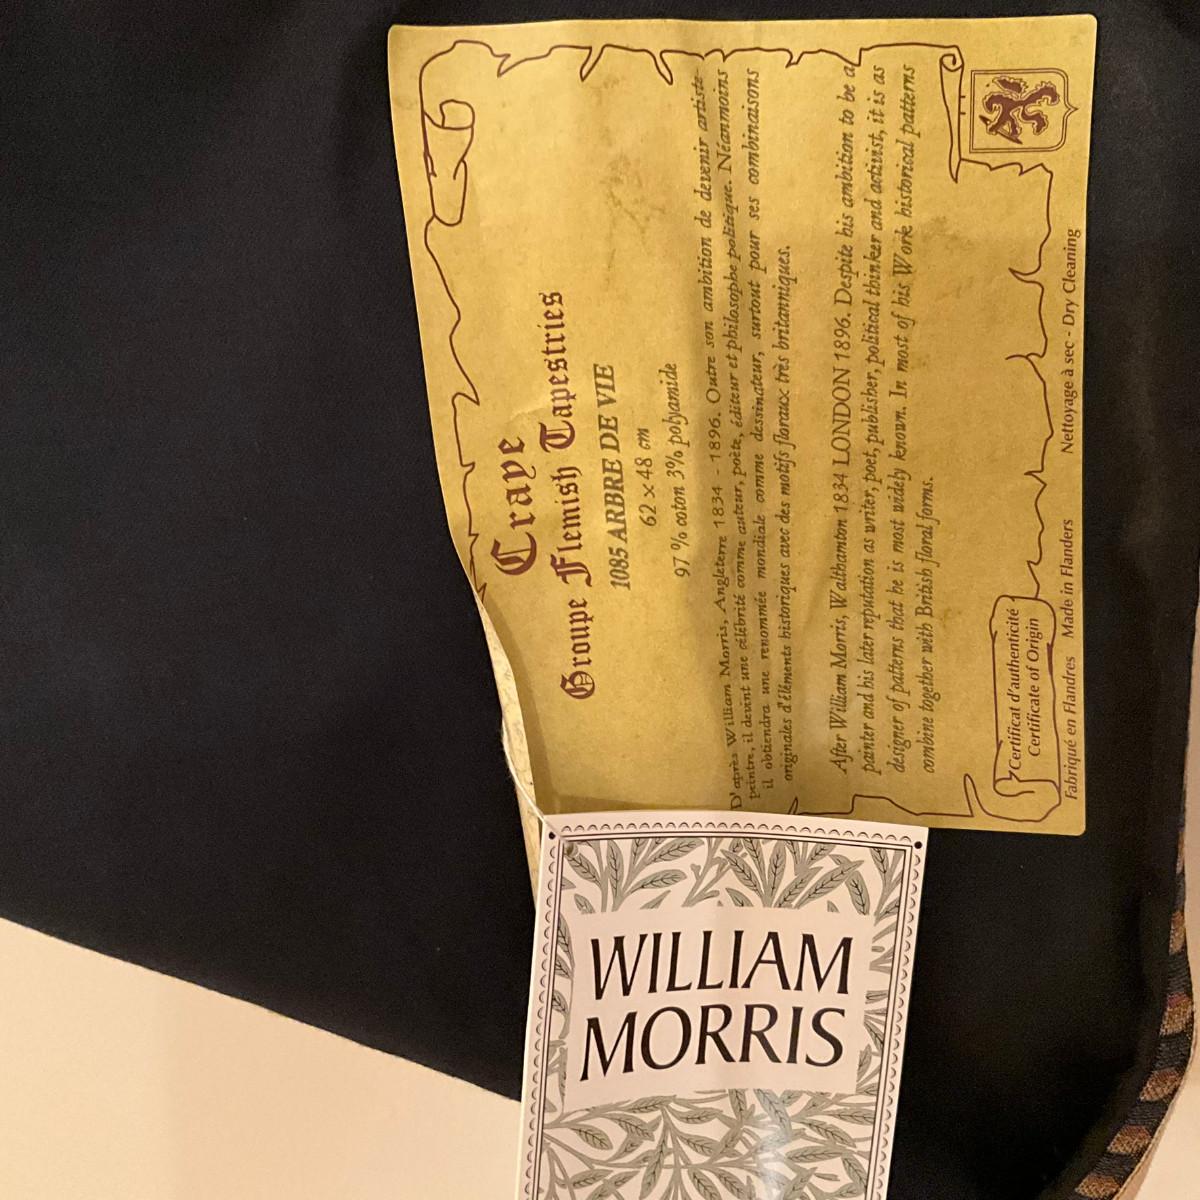 Craye
Groupe Flemish Tapestries
1085 ARBRE DE VIE
62 x 48 cm
97 % coton 3% polyamide
D'après William Morris, Angleterre 1834 - 1896. Outre son ambition de devenir artiste-
peintre, il devint une célébrité comme auteur, poète, éditeur et philosophe politique. Néanmoins
il obtiendra une renommée mondiale comme dessinateur, surtout pour ses combinaisons
originales d'éléments historiques avec des motifs floraux très britanniques.
After William Morris, Walthamton 1834 LONDON 1896. Despite his ambition to be a
painter and his later reputation as writer, poet, publisher, political thinker and activist, it is as
designer of patterns that he is most widely known. In most of his Work historical patterns
combine together with British floral forms.
Certificat d'authenticité
Certificate of Origin
Fabriqué en Flandres Made in Flanders Nettoyage à sec - Dry Cleaning
WILLIAM
MORRIS